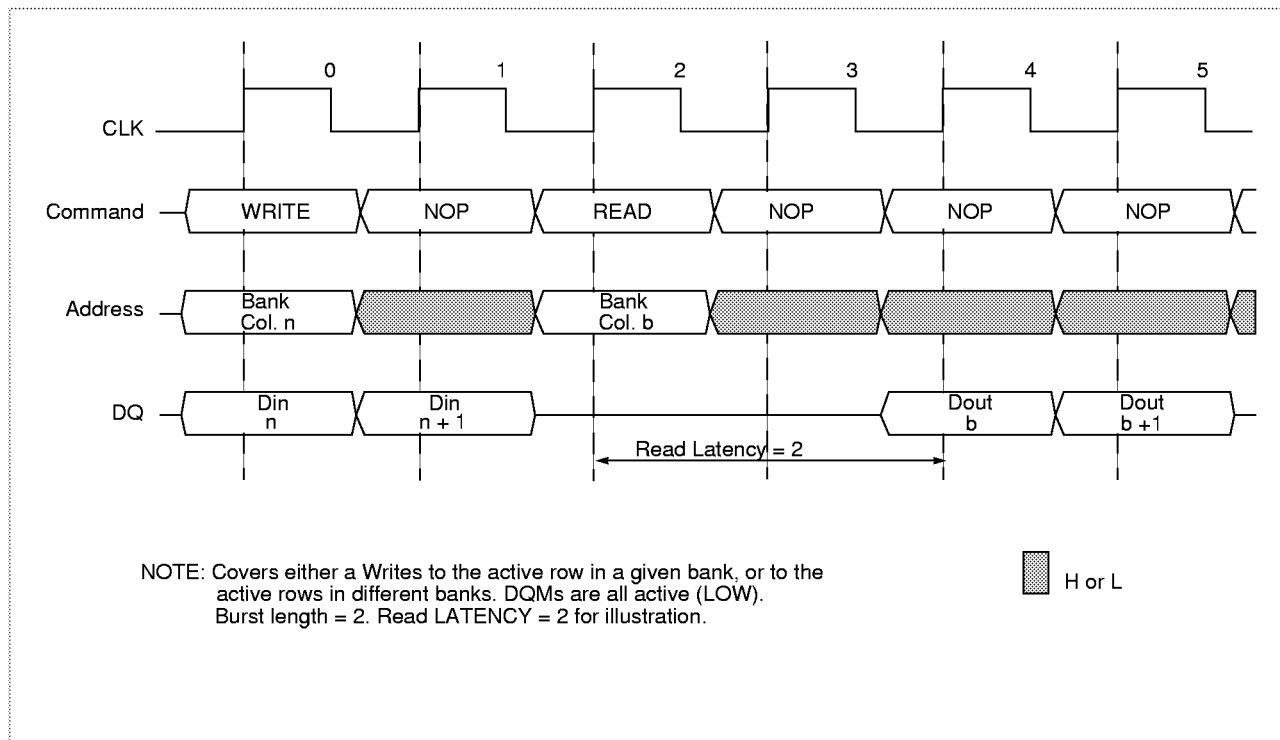 0 1 2 3 4 5
CLK
Command WRITE NOP READ NOP NOP NOP
Address Bank Col. n Bank Col. b
DQ Din n Din n + 1 Dout b Dout b +1
Read Latency = 2
NOTE: Covers either a Writes to the active row in a given bank, or to the
active rows in different banks. DQMs are all active (LOW).
Burst length = 2. Read LATENCY = 2 for illustration.
H or L